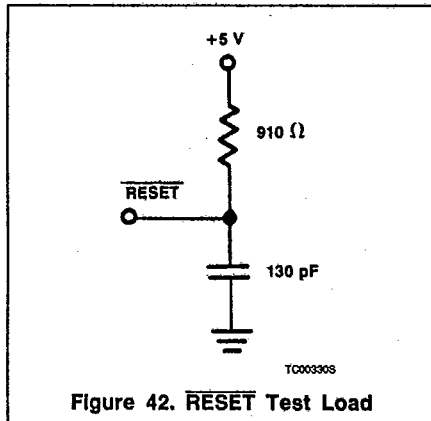 +5 V
910 Ω
RESET
130 pF
TC00330S
Figure 42. RESET Test Load